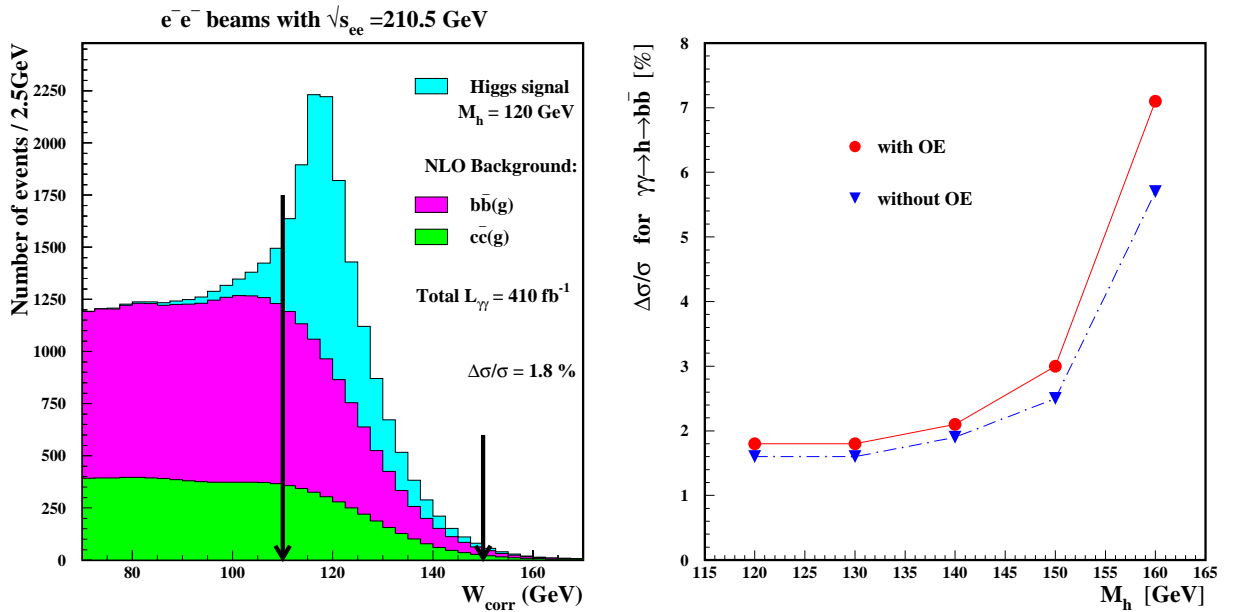 e⁻e⁻ beams with √s_ee =210.5 GeV
Number of events / 2.5GeV
2250
2000
1750
1500
1250
1000
750
500
250
0
80
100
120
140
160
W_corr (GeV)
Higgs signal
M_h = 120 GeV
NLO Background:
bb̄(g)
cc̄(g)
Total L_γγ = 410 fb⁻¹
Δσ/σ = 1.8 %
Δσ/σ for γγ→h→bb̄ [%]
8
7
6
5
4
3
2
1
0
115
120
125
130
135
140
145
150
155
160
165
M_h [GeV]
with OE
without OE